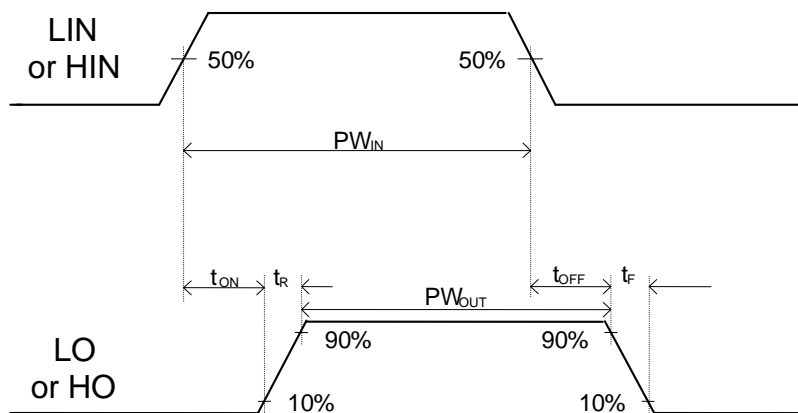 LIN
or HIN
50%
50%
PWIN
tON
tR
tOFF
tF
PWOUT
LO
or HO
90%
90%
10%
10%